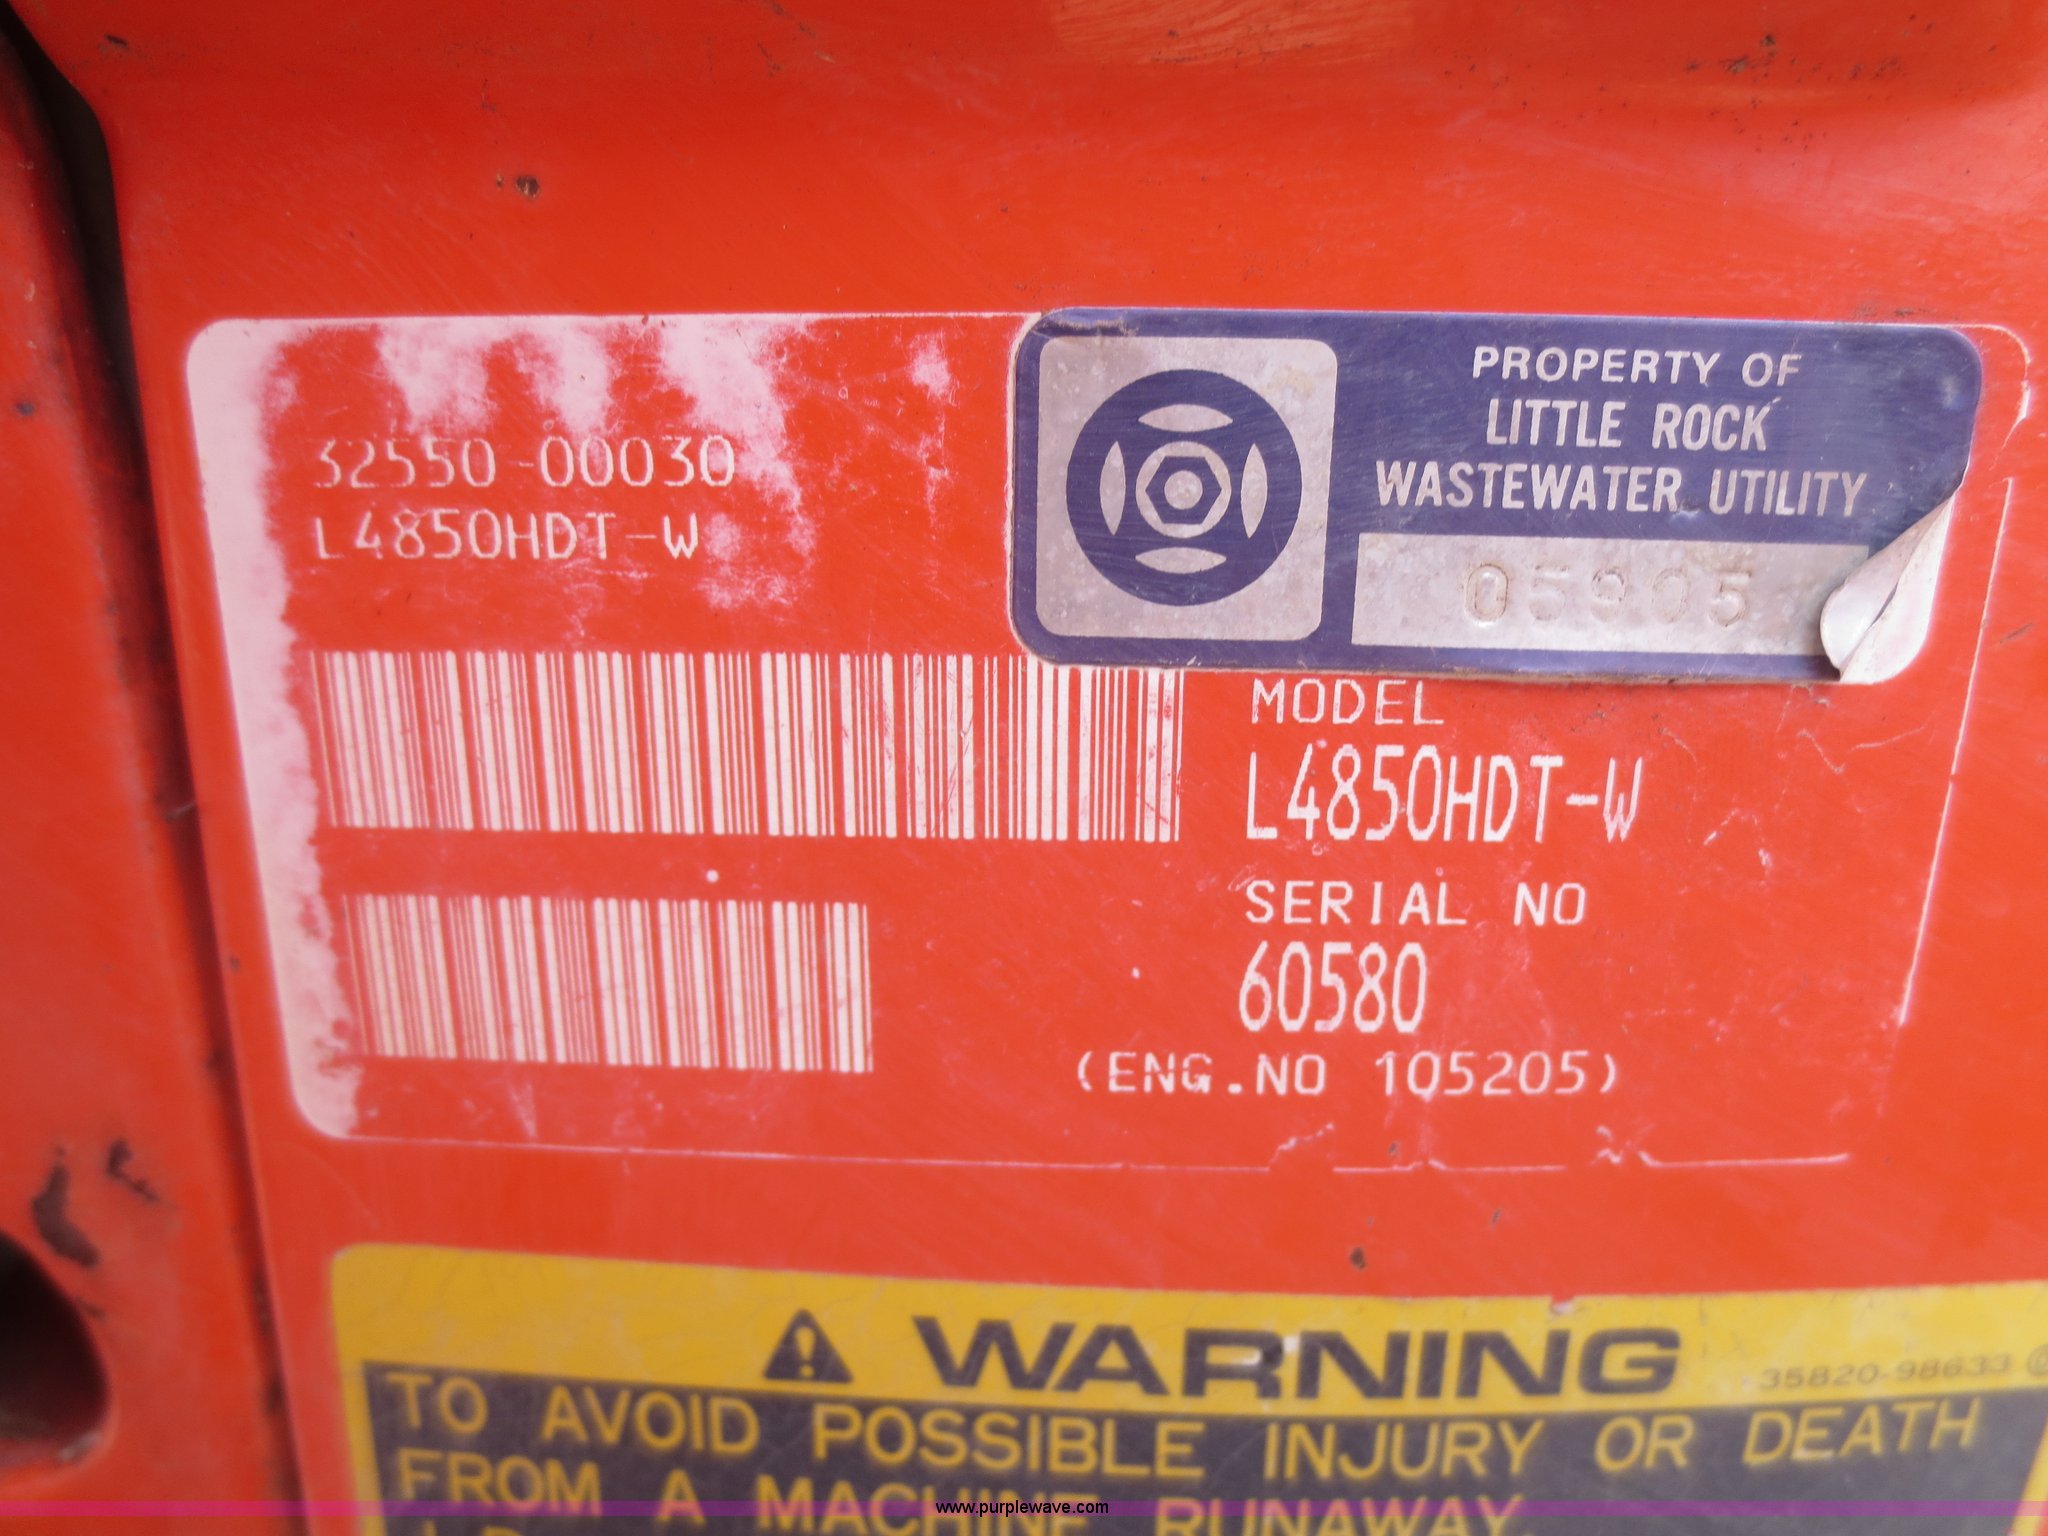 32550-00030
L4850HDT-W
PROPERTY OF
LITTLE ROCK
WASTEWATER UTILITY
05905
MODEL
L4850HDT-W
SERIAL NO
60580
(ENG.NO 105205)
WARNING
35820-98633
TO AVOID POSSIBLE INJURY OR DEATH
FROM A MACHINE RUNAWAY.
www.purplewave.com